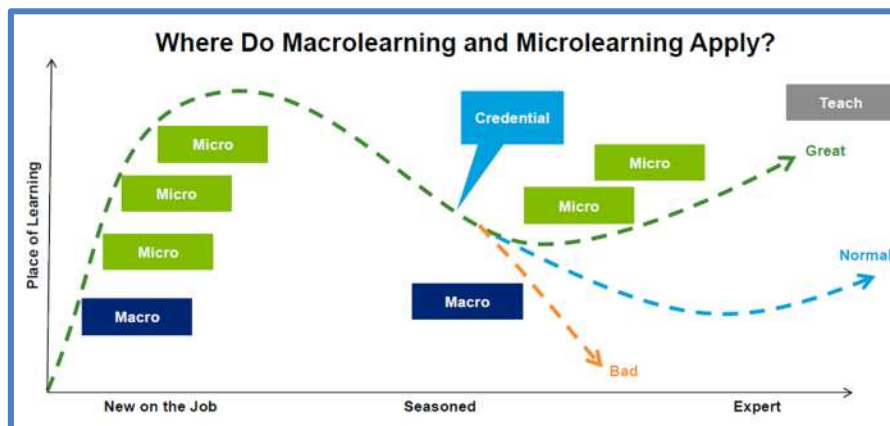 Where Do Macrolearning and Microlearning Apply?
Teach
Credential
Micro
Micro
Great
Micro
Micro
Micro
Normal
Macro
Macro
Bad
Place of Learning
New on the Job
Seasoned
Expert